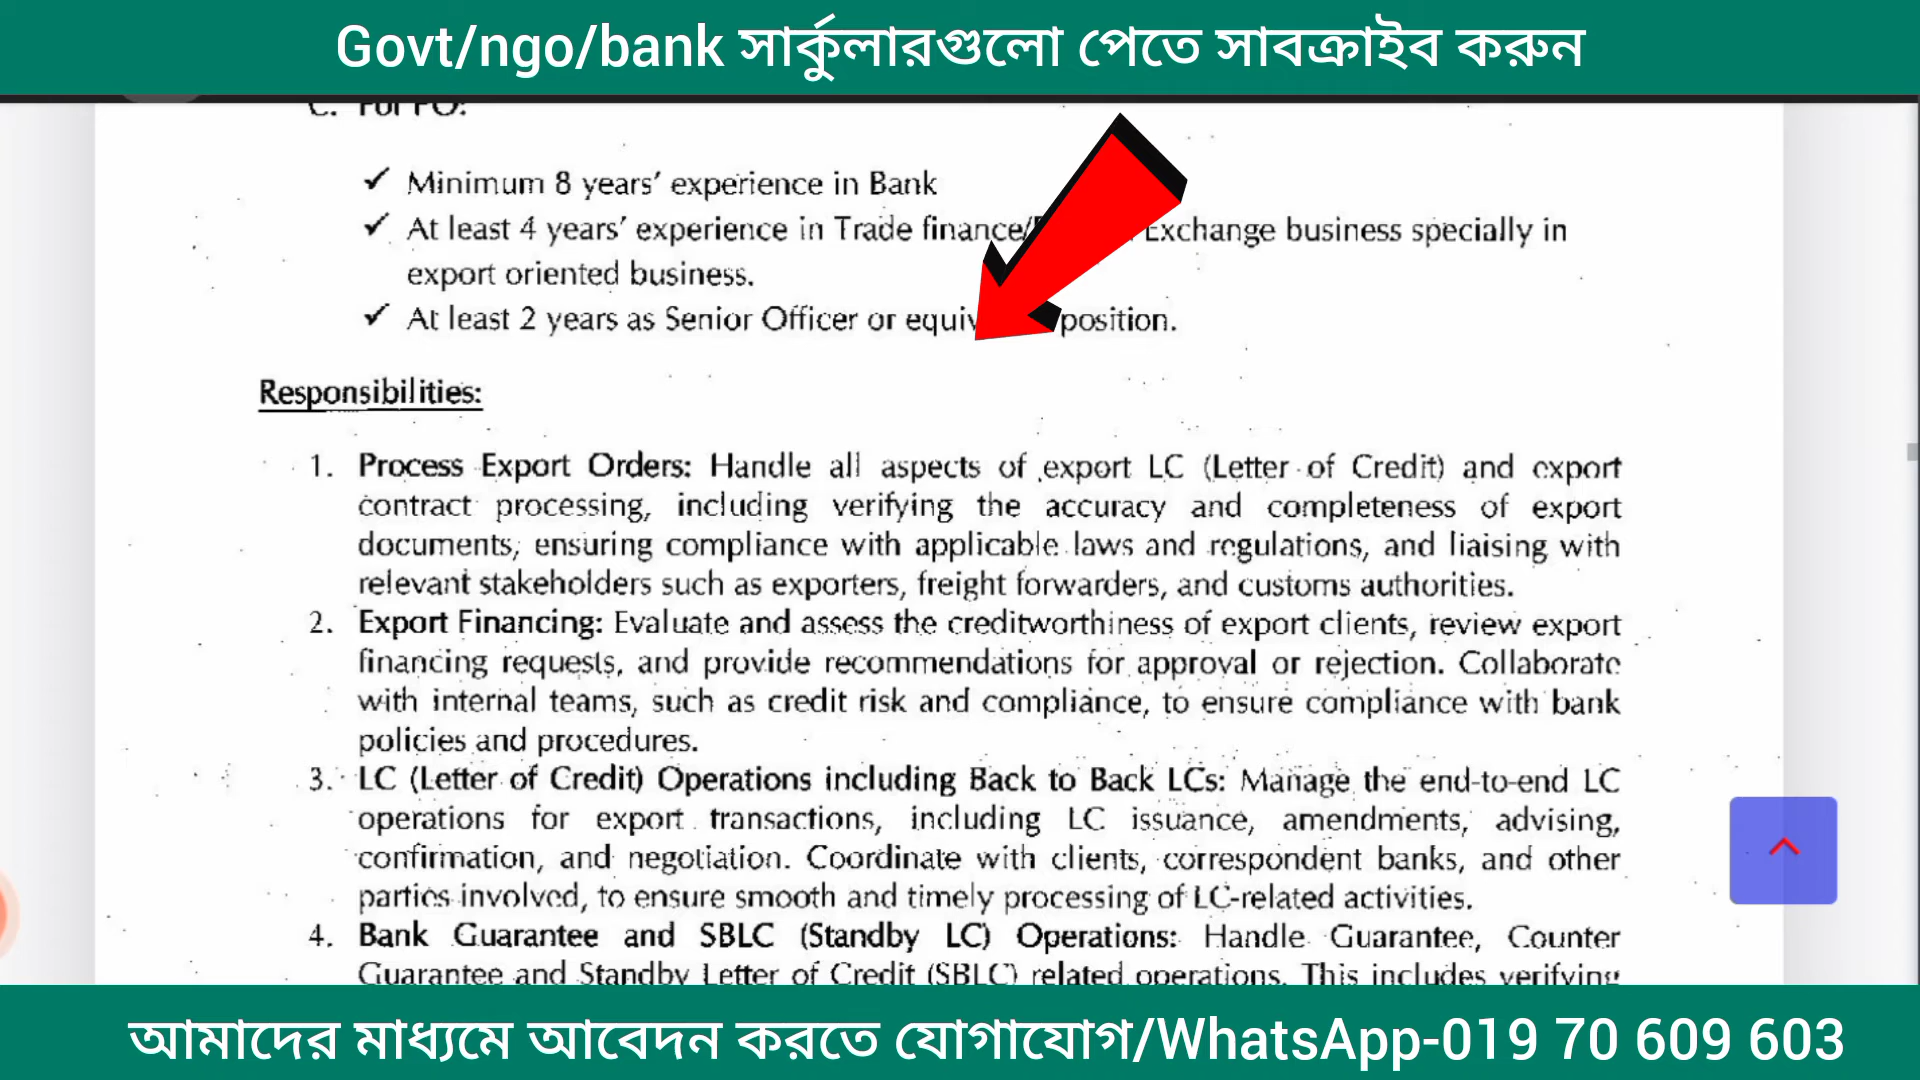 Govt/ngo/bank সার্কুলারগুলো পেতে সাবক্রাইব করুন
C. For PO:
✓ Minimum 8 years’ experience in Bank
✓ At least 4 years’ experience in Trade finance/ Exchange business specially in
export oriented business.
✓ At least 2 years as Senior Officer or position.
Responsibilities:
1. Process Export Orders: Handle all aspects of export LC (Letter of Credit) and export
contract processing, including verifying the accuracy and completeness of export
documents, ensuring compliance with applicable laws and regulations, and liaising with
relevant stakeholders such as exporters, freight forwarders, and customs authorities.
2. Export Financing: Evaluate and assess the creditworthiness of export clients, review export
financing requests, and provide recommendations for approval or rejection. Collaborate
with internal teams, such as credit risk and compliance, to ensure compliance with bank
policies and procedures.
3. LC (Letter of Credit) Operations including Back to Back LCs: Manage the end-to-end LC
operations for export transactions, including LC issuance, amendments, advising,
confirmation, and negotiation. Coordinate with clients, correspondent banks, and other
parties involved, to ensure smooth and timely processing of LC-related activities.
4. Bank Guarantee and SBLC (Standby LC) Operations: Handle Guarantee, Counter
Guarantee and Standby Letter of Credit (SBLC) related operations. This includes verifying
আমাদের মাধ্যমে আবেদন করতে যোগাযোগ/WhatsApp-019 70 609 603